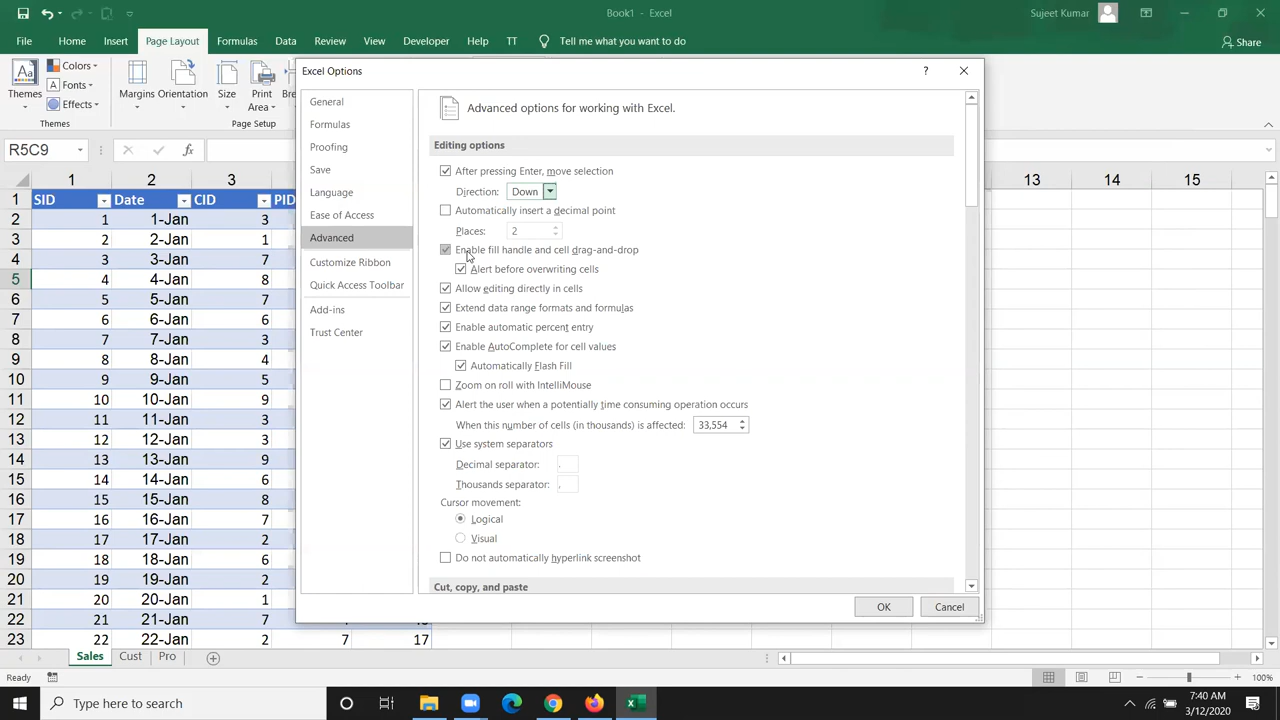 Book1 - Excel
Sujeet Kumar
File Home Insert Page Layout Formulas Data Review View Developer Help TT Tell me what you want to do Share
Themes
Colors
Fonts
Effects
Themes
Margins Orientation Size Print Area
Page Setup
R5C9
fx
Excel Options
?
General
Formulas
Proofing
Save
Language
Ease of Access
Advanced
Customize Ribbon
Quick Access Toolbar
Add-ins
Trust Center
Advanced options for working with Excel.
Editing options
After pressing Enter, move selection
Direction: Down
Automatically insert a decimal point
Places: 2
Enable fill handle and cell drag-and-drop
Alert before overwriting cells
Allow editing directly in cells
Extend data range formats and formulas
Enable automatic percent entry
Enable AutoComplete for cell values
Automatically Flash Fill
Zoom on roll with IntelliMouse
Alert the user when a potentially time consuming operation occurs
When this number of cells (in thousands) is affected: 33,554
Use system separators
Decimal separator: .
Thousands separator: ,
Cursor movement:
Logical
Visual
Do not automatically hyperlink screenshot
Cut, copy, and paste
OK Cancel
1 2 3 13 14 15
1 SID Date CID PID
2 1 1-Jan 3
3 2 2-Jan 1
4 3 3-Jan 7
5 4 4-Jan 8
6 5 5-Jan 7
7 6 6-Jan 6
8 7 7-Jan 3
9 8 8-Jan 4
10 9 9-Jan 5
11 10 10-Jan 9
12 11 11-Jan 3
13 12 12-Jan 3
14 13 13-Jan 9
15 14 14-Jan 6
16 15 15-Jan 8
17 16 16-Jan 7
18 17 17-Jan 2
19 18 18-Jan 6
20 19 19-Jan 2
21 20 20-Jan 1
22 21 21-Jan 7
23 22 22-Jan 2 7 17
Sales Cust Pro
Ready
100%
Type here to search
7:40 AM
3/12/2020